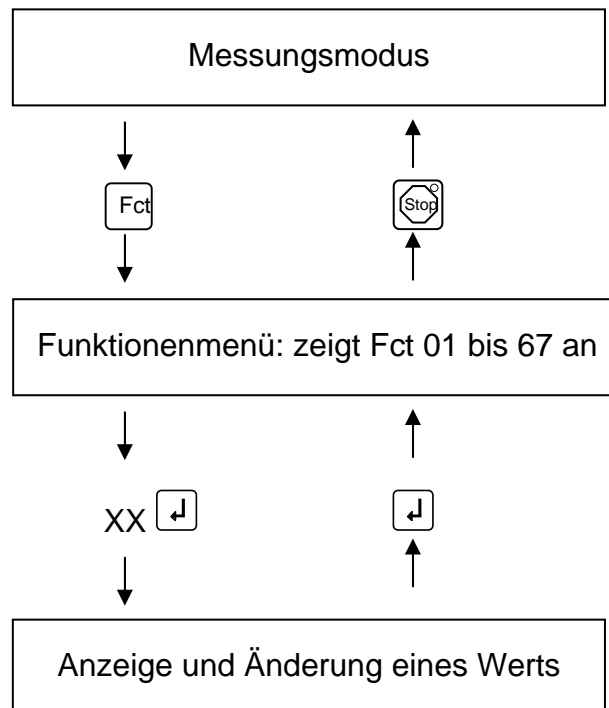 Messungsmodus
Fct
Stop
Funktionenmenü: zeigt Fct 01 bis 67 an
XX
Anzeige und Änderung eines Werts